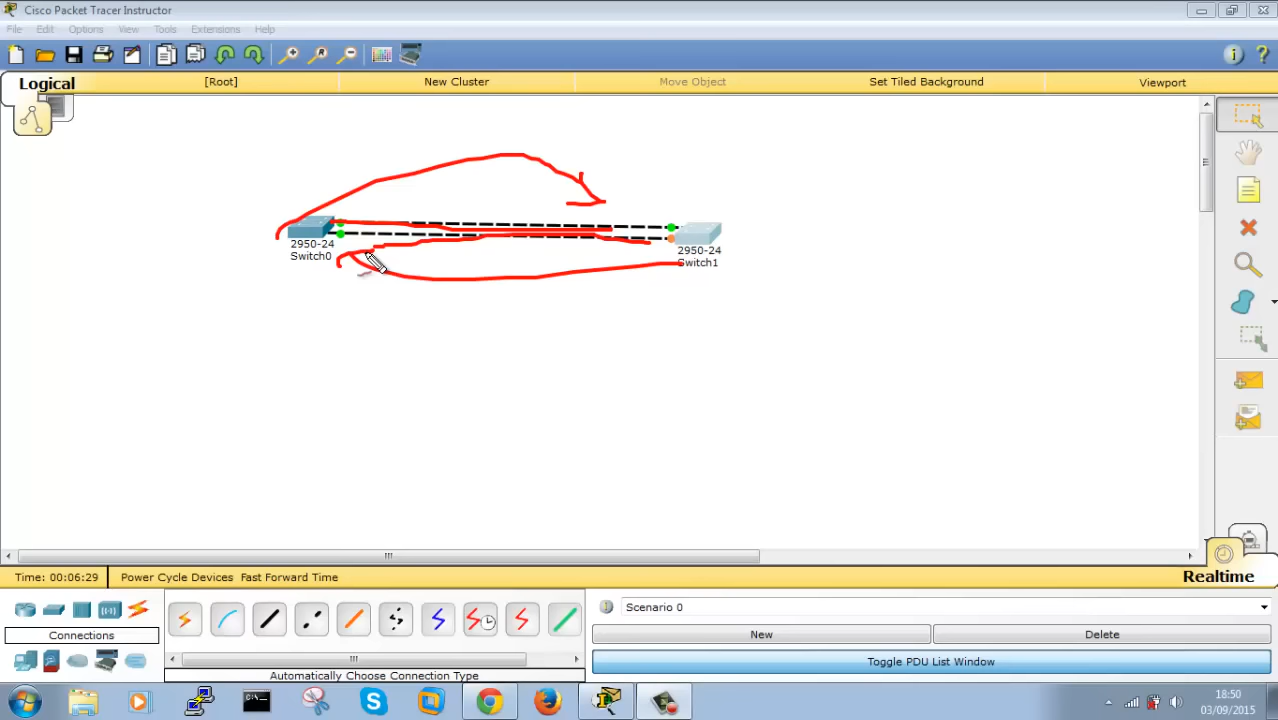 Cisco Packet Tracer Instructor
File Edit Options View Tools Extensions Help
Logical [Root] New Cluster Move Object Set Tiled Background Viewport
2950-24
Switch0
2950-24
Switch1
Time: 00:06:29 Power Cycle Devices Fast Forward Time Realtime
Scenario 0
Connections
New Delete
Toggle PDU List Window
Automatically Choose Connection Type
18:50
03/09/2015